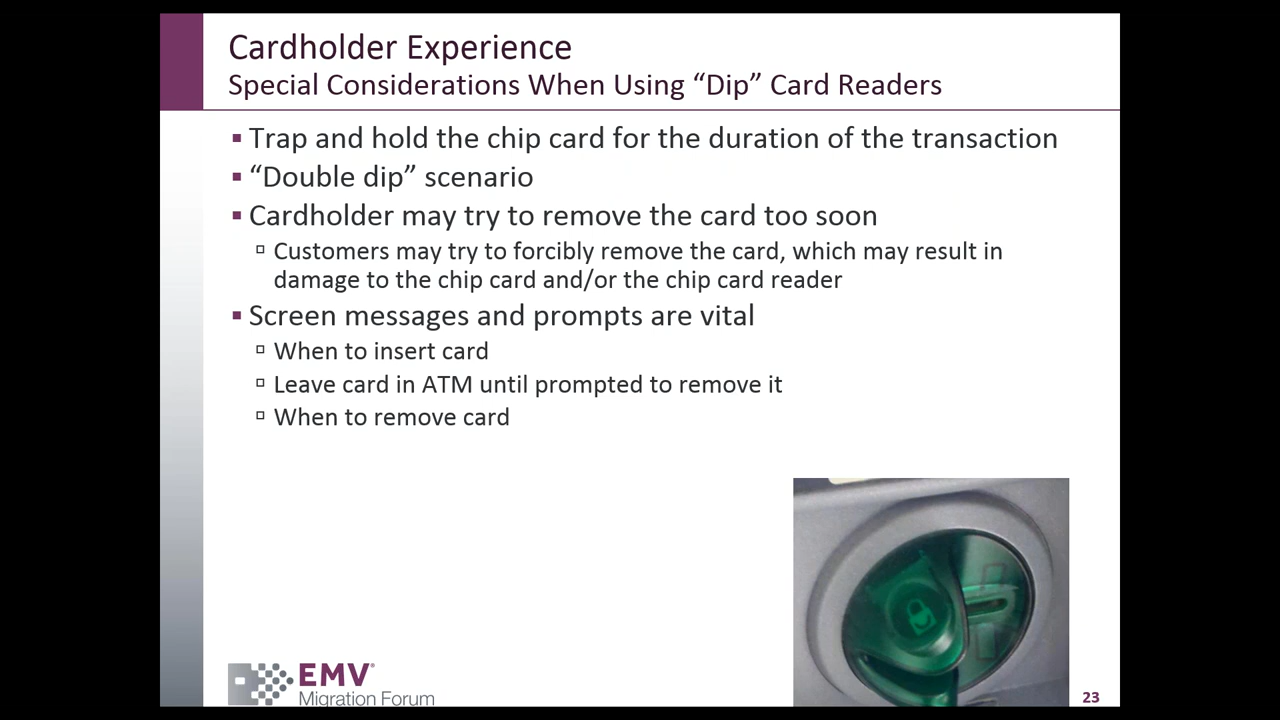 Cardholder Experience
Special Considerations When Using “Dip” Card Readers
▪ Trap and hold the chip card for the duration of the transaction
▪ “Double dip” scenario
▪ Cardholder may try to remove the card too soon
▫ Customers may try to forcibly remove the card, which may result in
damage to the chip card and/or the chip card reader
▪ Screen messages and prompts are vital
▫ When to insert card
▫ Leave card in ATM until prompted to remove it
▫ When to remove card
EMV®
Migration Forum
23